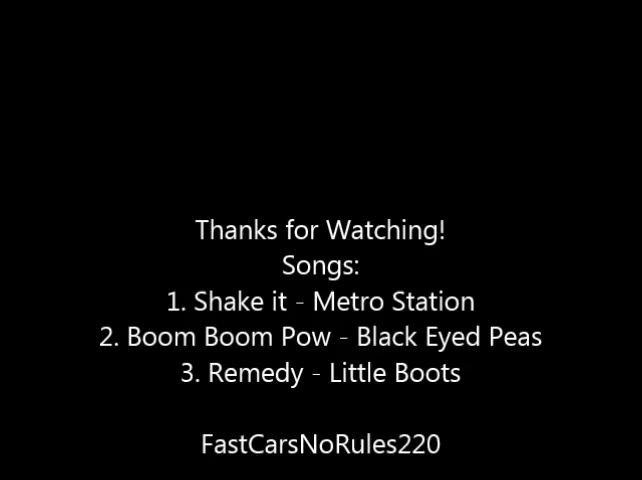 Thanks for Watching!
Songs:
1. Shake it - Metro Station
2. Boom Boom Pow - Black Eyed Peas
3. Remedy - Little Boots
FastCarsNoRules220